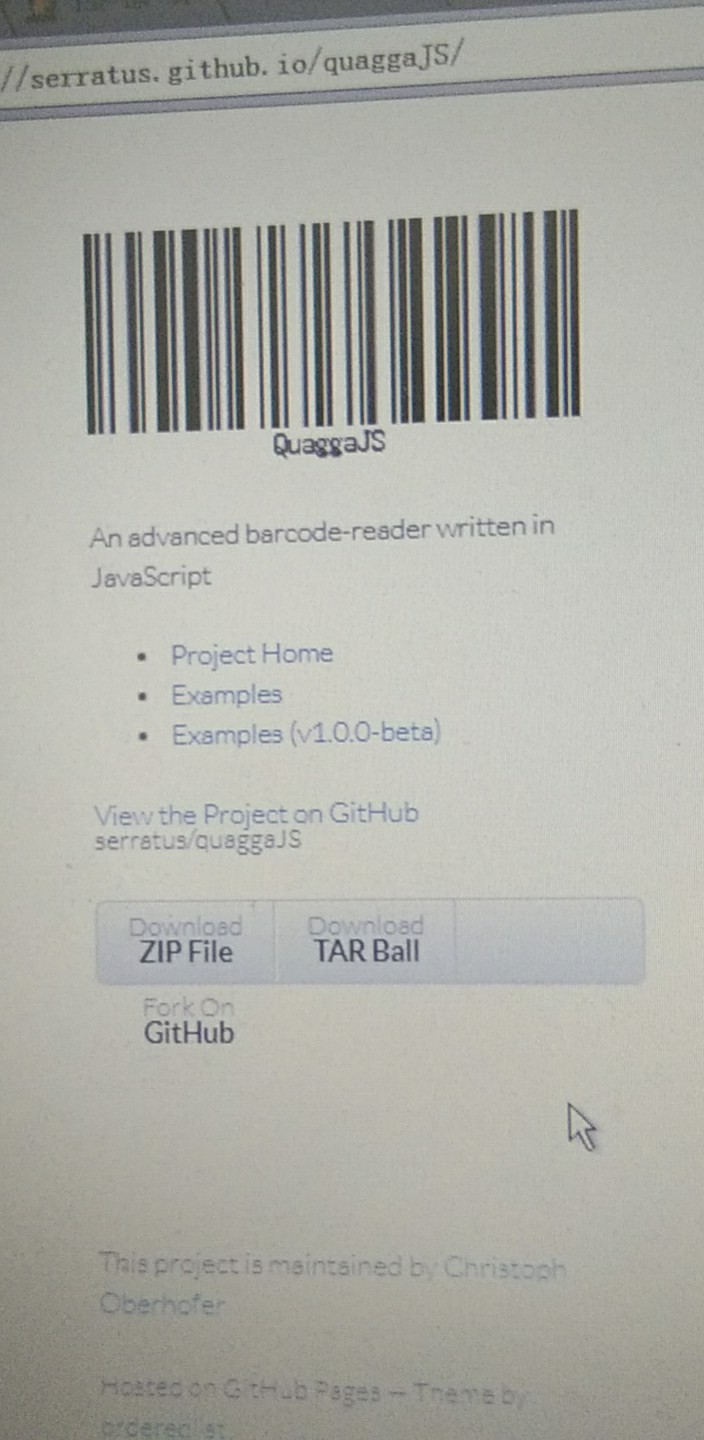 //serratus.github.io/quaggaJS/
QuaggaJS
An advanced barcode-reader written in
JavaScript
Project Home
Examples
Examples (v1.0.0-beta)
View the Project on GitHub
serratus/quaggaJS
Download Download
ZIP File TAR Ball
Fork On
GitHub
This project is maintained by Christoph
Oberhofer
Hosted on GitHub Pages — Theme by
orderedlist